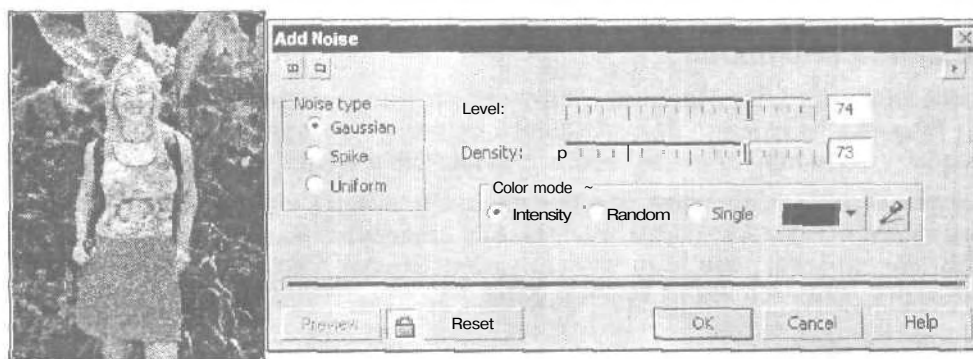 Add Noise
Noise type
Gaussian
Spike
Uniform
Level:
74
Density:
p
73
Color mode ~
Intensity
Random
Single
Preview
Reset
OK
Cancel
Help